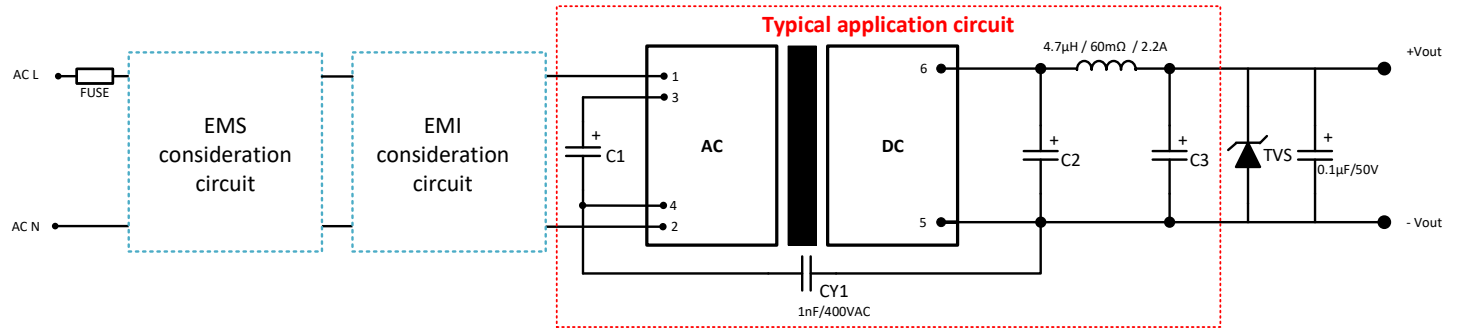 Typical application circuit
4.7µH / 60mΩ / 2.2A
+Vout
AC L
FUSE
1
3
6
EMS
consideration
circuit
EMI
consideration
circuit
+
C1
AC
DC
+
C2
+
C3
TVS
+
0.1µF/50V
4
2
5
AC N
- Vout
CY1
1nF/400VAC